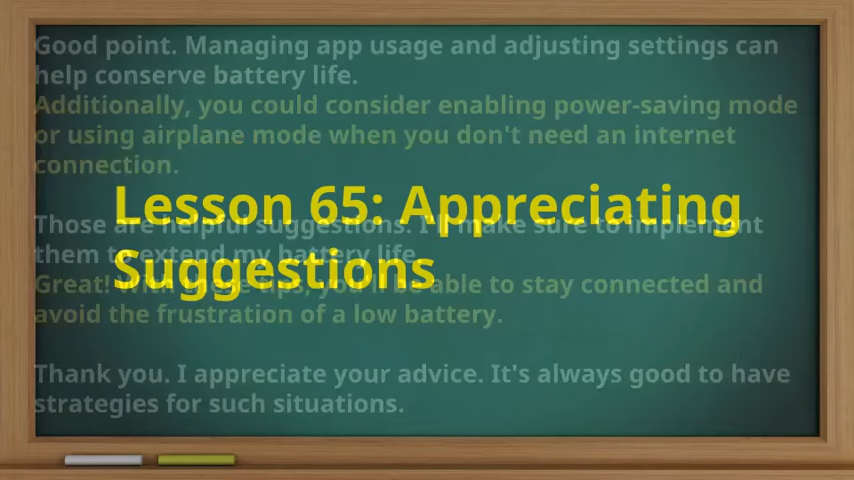 Good point. Managing app usage and adjusting settings can
help conserve battery life.
Additionally, you could consider enabling power-saving mode
or using airplane mode when you don't need an internet
connection.
Lesson 65: Appreciating
Suggestions
Those are helpful suggestions. I'll make sure to implement
them to extend my battery life.
Great! With these tips, you'll be able to stay connected and
avoid the frustration of a low battery.
Thank you. I appreciate your advice. It's always good to have
strategies for such situations.